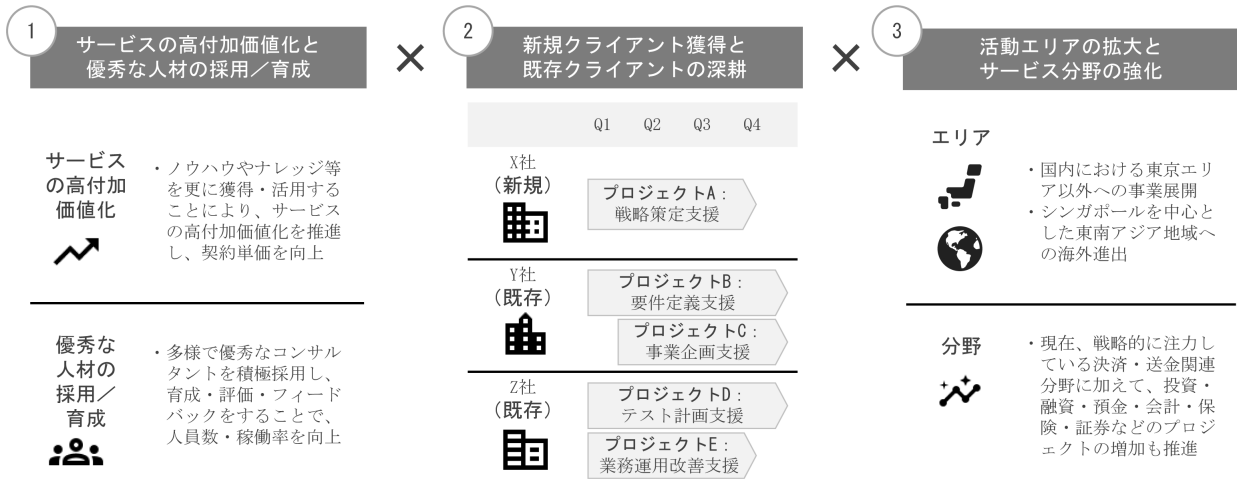 1
サービスの高付加価値化と
優秀な人材の採用／育成
サービス
の高付加
価値化
・ノウハウやナレッジ等
を更に獲得・活用する
ことにより、サービス
の高付加価値化を推進
し、契約単価を向上
優秀な
人材の
採用／
育成
・多様で優秀なコンサル
タントを積極採用し、
育成・評価・フィード
バックをすることで、
人員数・稼働率を向上
×
2
新規クライアント獲得と
既存クライアントの深耕
Q1 Q2 Q3 Q4
X社
(新規)
プロジェクトA：
戦略策定支援
Y社
(既存)
プロジェクトB：
要件定義支援
プロジェクトC：
事業企画支援
Z社
(既存)
プロジェクトD：
テスト計画支援
プロジェクトE：
業務運用改善支援
×
3
活動エリアの拡大と
サービス分野の強化
エリア
・国内における東京エリ
ア以外への事業展開
・シンガポールを中心と
した東南アジア地域へ
の海外進出
分野
・現在、戦略的に注力し
ている決済・送金関連
分野に加えて、投資・
融資・預金・会計・保
険・証券などのプロジ
ェクトの増加も推進